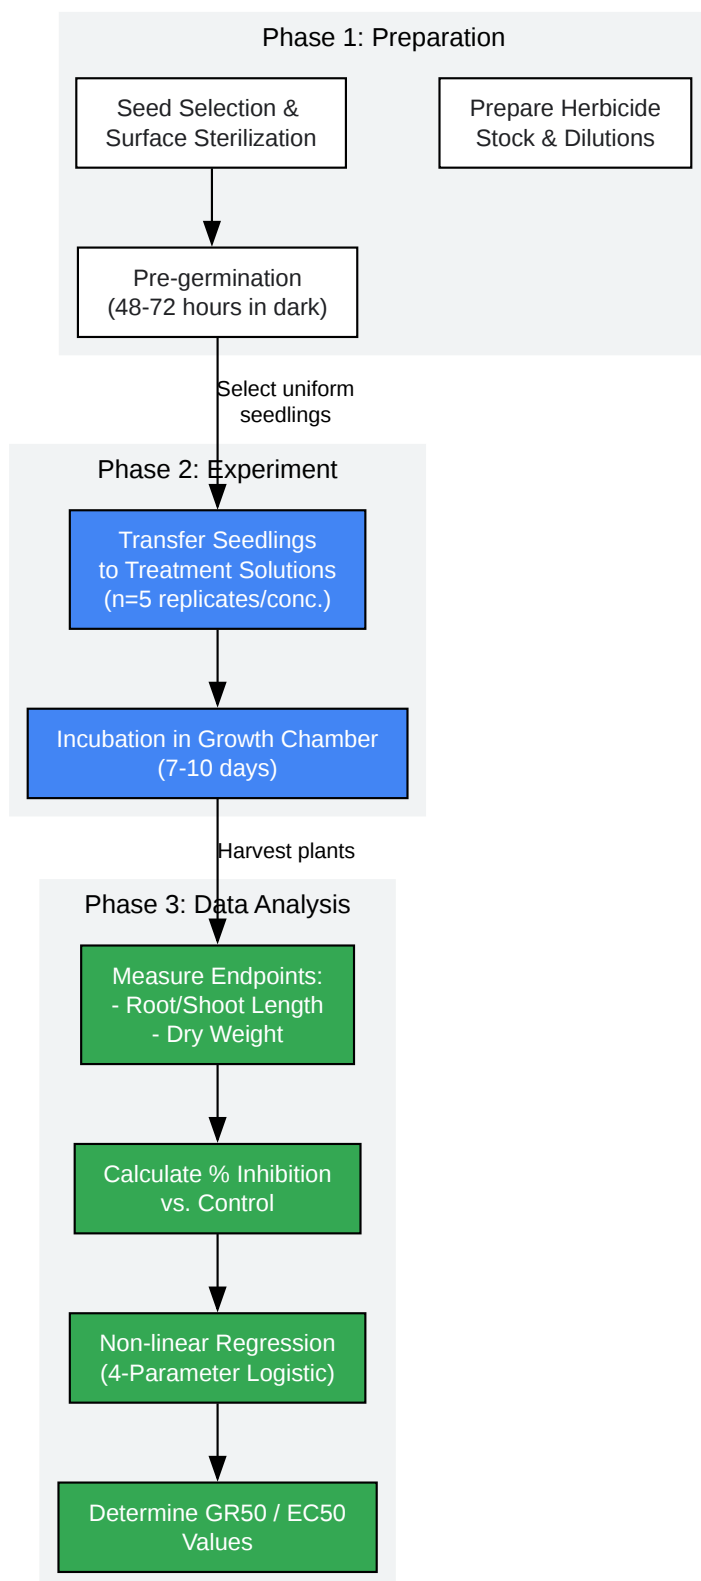 Phase 1: Preparation
Seed Selection &
Surface Sterilization
Prepare Herbicide
Stock & Dilutions
Pre-germination
(48-72 hours in dark)
Select uniform
seedlings
Phase 2: Experiment
Transfer Seedlings
to Treatment Solutions
(n=5 replicates/conc.)
Incubation in Growth Chamber
(7-10 days)
Harvest plants
Phase 3: Data Analysis
Measure Endpoints:
- Root/Shoot Length
- Dry Weight
Calculate % Inhibition
vs. Control
Non-linear Regression
(4-Parameter Logistic)
Determine GR50 / EC50
Values